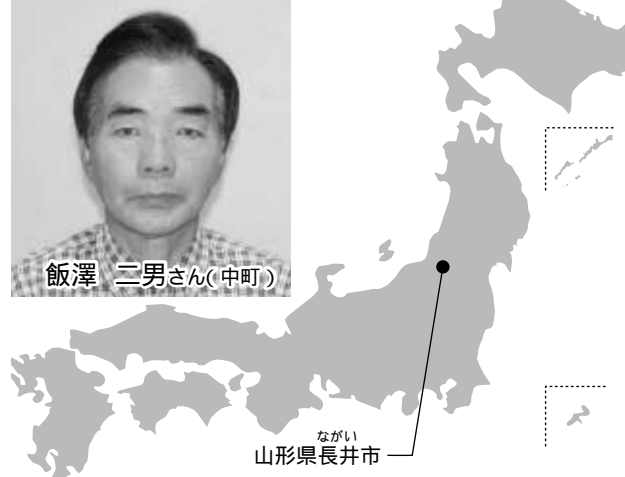 飯澤 二男さん(中町)
ながい
山形県長井市